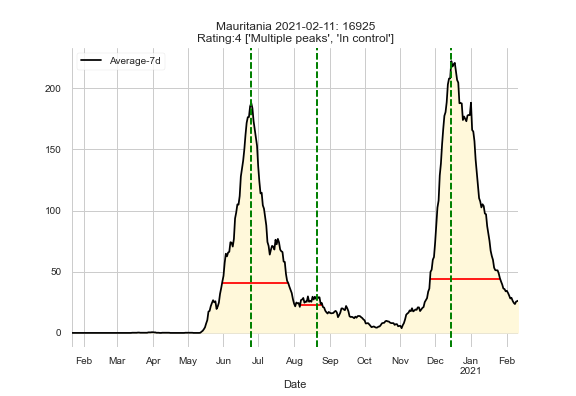 Mauritania 2021-02-11: 16925
Rating:4 ['Multiple peaks', 'In control']
Average-7d
200
150
100
50
0
Feb Mar Apr May Jun Jul Aug Sep Oct Nov Dec Jan Feb
2021
Date